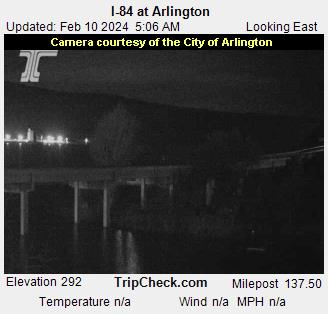 I-84 at Arlington
Updated: Feb 10 2024 5:06 AM Looking East
Camera courtesy of the City of Arlington
Elevation 292 TripCheck.com Milepost 137.50
Temperature n/a Wind n/a MPH n/a